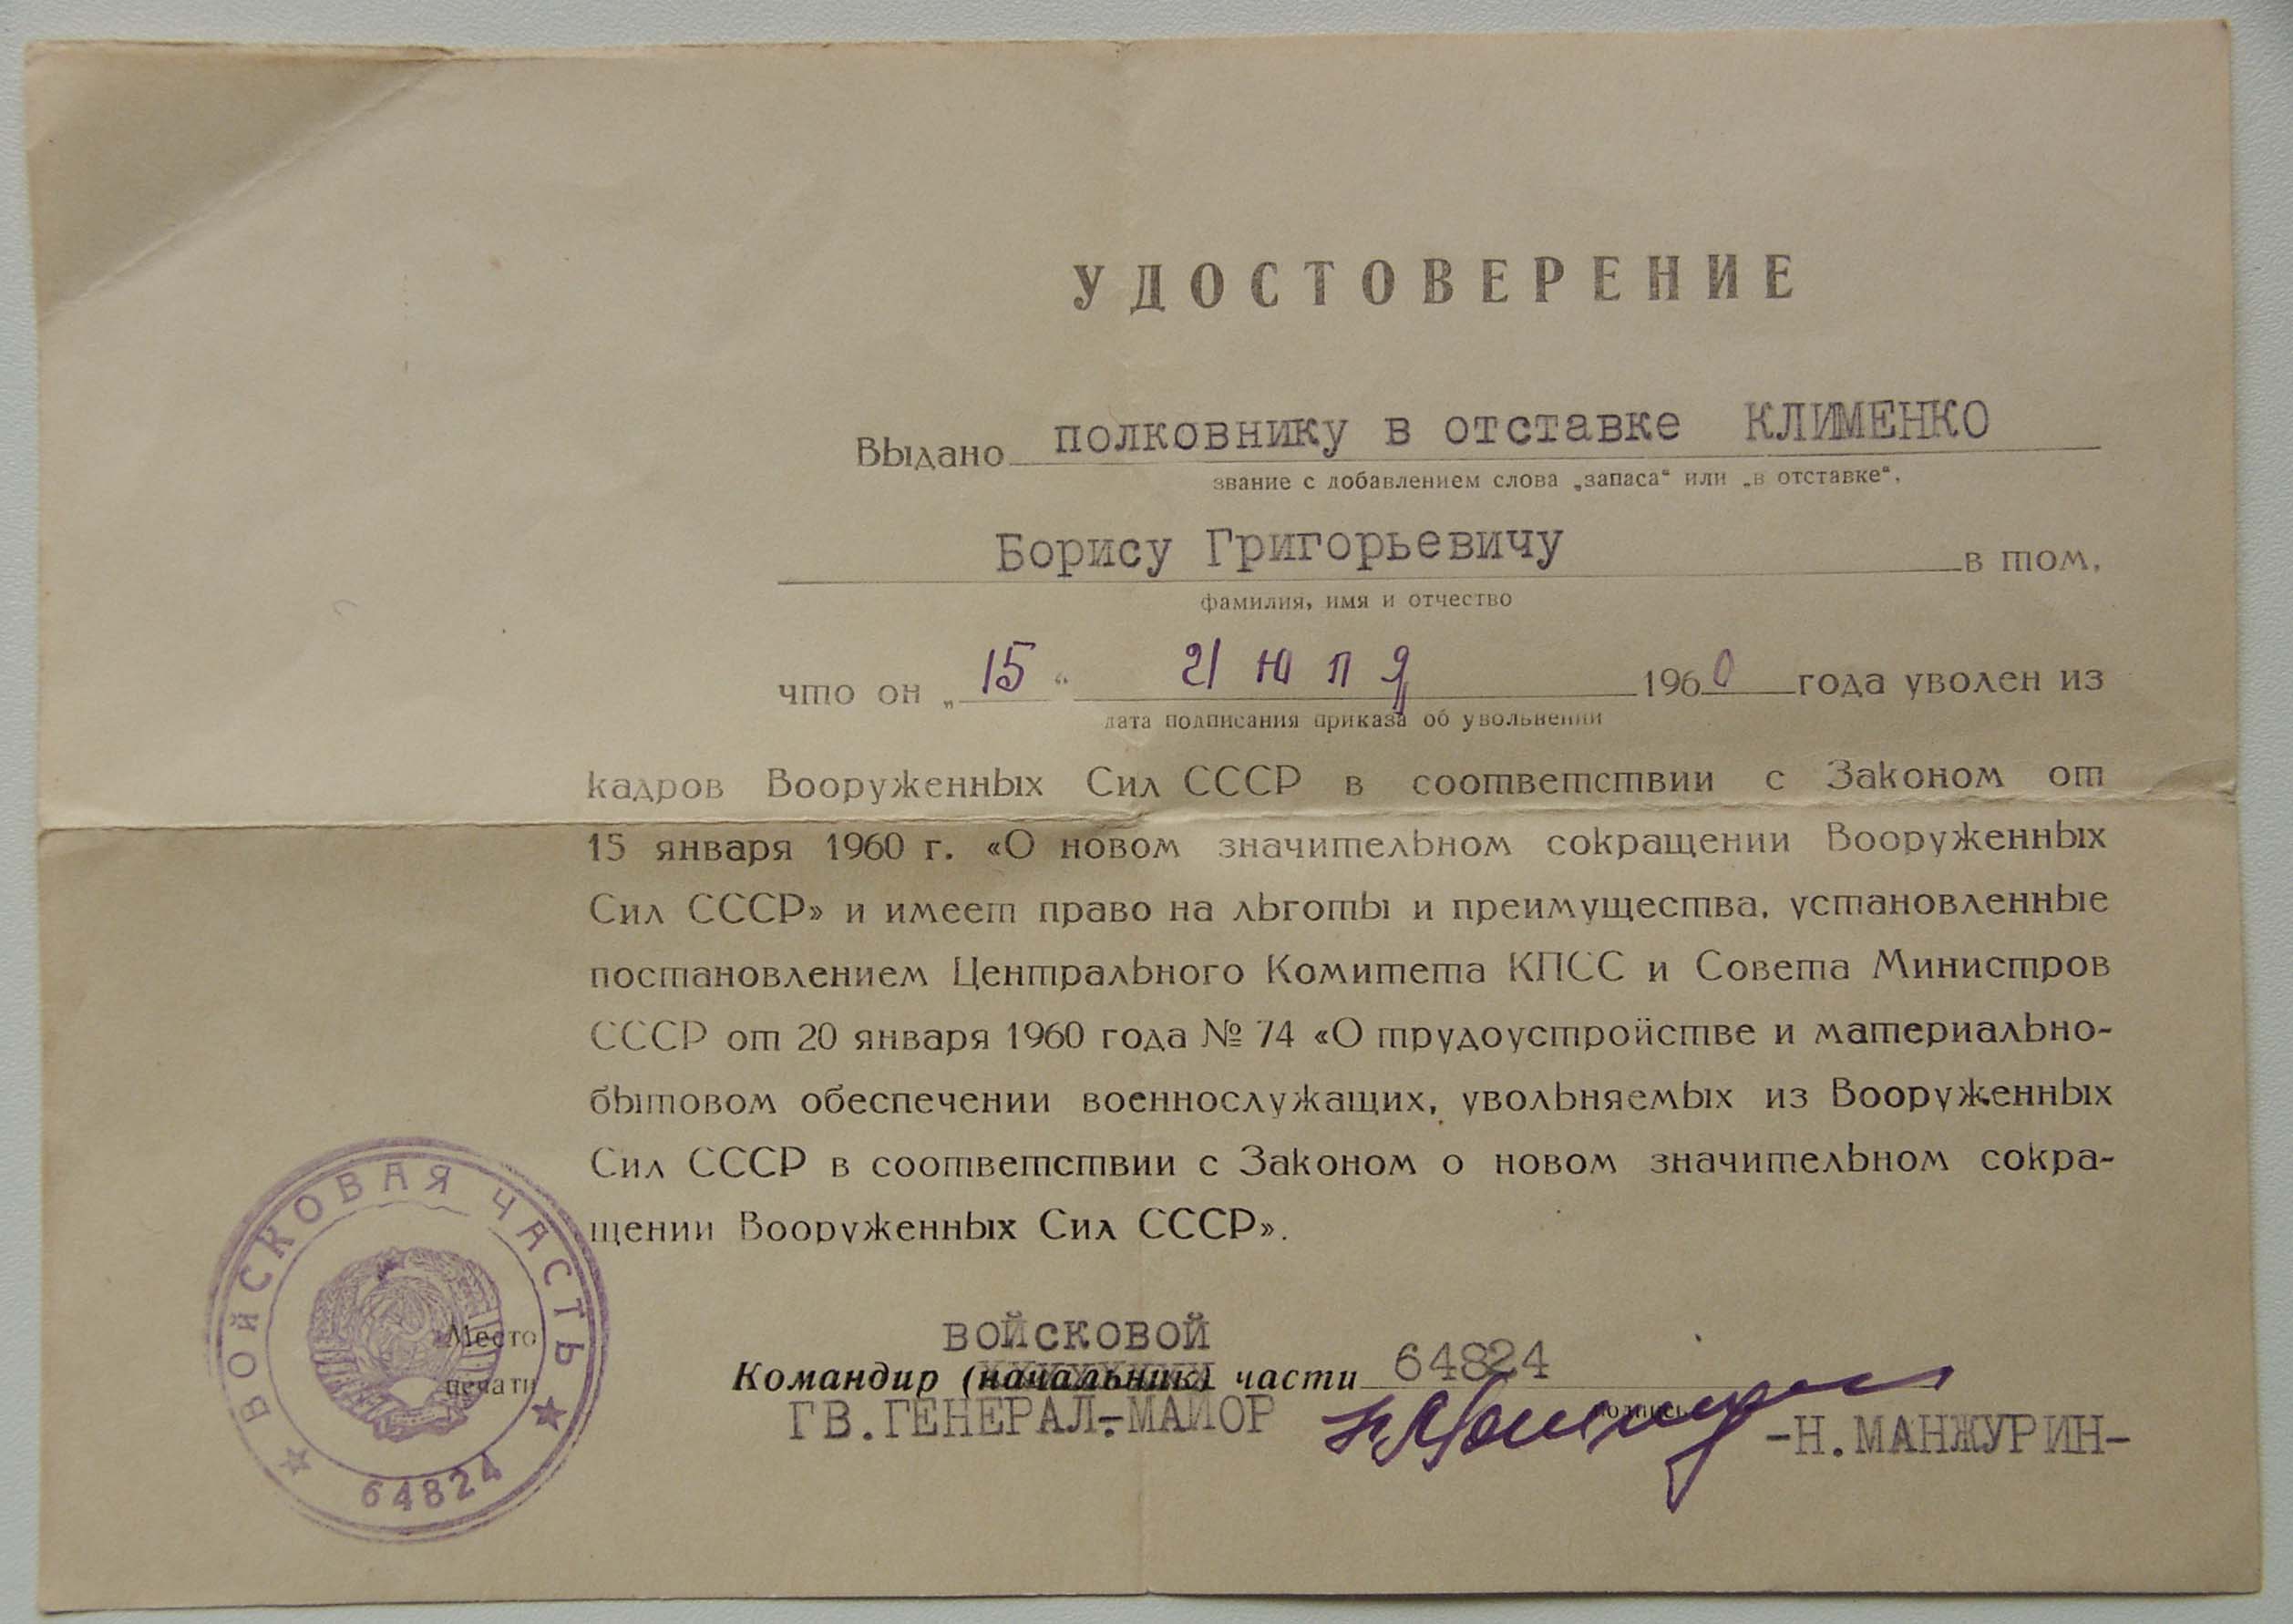 УДОСТОВЕРЕНИЕ
Выдано полковнику в отставке КЛИМЕНКО
звание с добавлением слова „запаса“ или „в отставке“,
Борису Григорьевичу в том,
фамилия, имя и отчество
что он „15“ июля 1960 года уволен из
дата подписания приказа об увольнении
кадров Вооруженных Сил СССР в соответствии с Законом от
15 января 1960 г. «О новом значительном сокращении Вооруженных
Сил СССР» и имеет право на льготы и преимущества, установленные
постановлением Центрального Комитета КПСС и Совета Министров
СССР от 20 января 1960 года № 74 «О трудоустройстве и материально-
бытовом обеспечении военнослужащих, увольняемых из Вооруженных
Сил СССР в соответствии с Законом о новом значительном сокра-
щении Вооруженных Сил СССР».
ВОЙСКОВАЯ ЧАСТЬ
64824
Место
печати
ВОЙСКОВОЙ
Командир (начальник) части 64824
подпись
ГВ.ГЕНЕРАЛ-МАЙОР -Н.МАНЖУРИН-